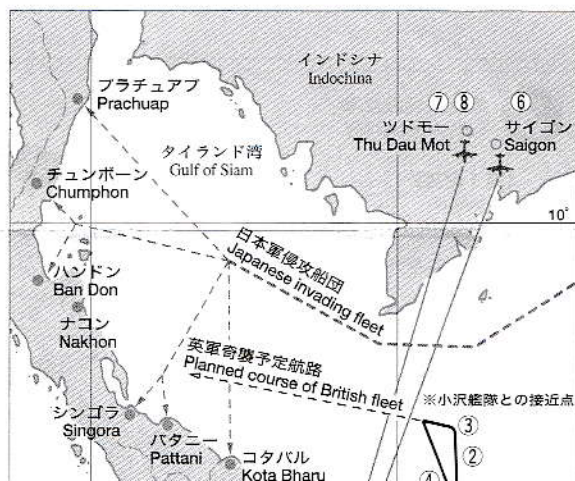 インドシナ
Indochina
プラチュアプ
Prachuap
⑦ ⑧
⑥
ツドモー
Thu Dau Mot
サイゴン
Saigon
タイランド湾
Gulf of Siam
チュンポーン
Chumphon
10°
日本軍侵攻船団
Japanese invading fleet
バンドン
Ban Don
ナコン
Nakhon
英軍奇襲予定航路
Planned course of British fleet
※小沢艦隊との接近点
シンゴラ
Singora
パタニー
Pattani
③
②
コタバル
Kota Bharu
④